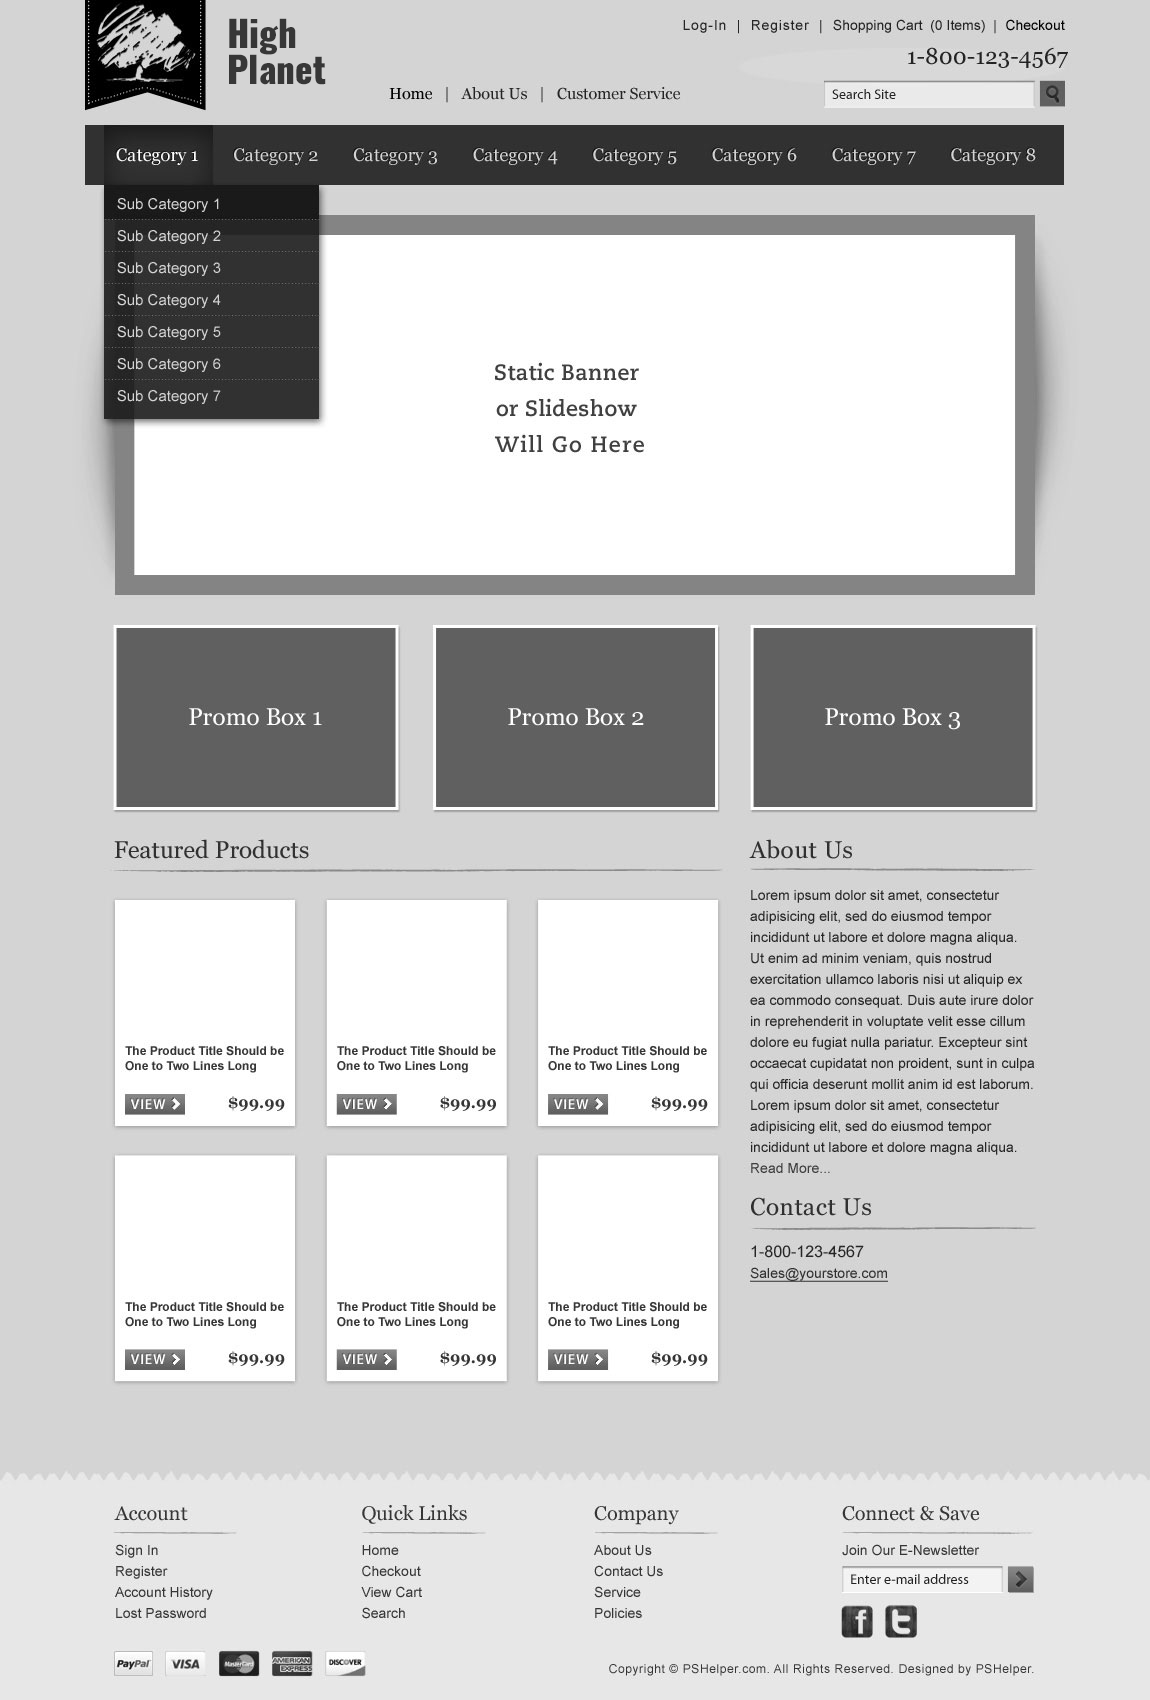 High
Planet
Log-In | Register | Shopping Cart (0 Items) | Checkout
1-800-123-4567
Home | About Us | Customer Service
Search Site
Category 1 Category 2 Category 3 Category 4 Category 5 Category 6 Category 7 Category 8
Sub Category 1
Sub Category 2
Sub Category 3
Sub Category 4
Sub Category 5
Sub Category 6
Sub Category 7
Static Banner
or Slideshow
Will Go Here
Promo Box 1
Promo Box 2
Promo Box 3
Featured Products
The Product Title Should be
One to Two Lines Long
VIEW $99.99
The Product Title Should be
One to Two Lines Long
VIEW $99.99
The Product Title Should be
One to Two Lines Long
VIEW $99.99
The Product Title Should be
One to Two Lines Long
VIEW $99.99
The Product Title Should be
One to Two Lines Long
VIEW $99.99
The Product Title Should be
One to Two Lines Long
VIEW $99.99
About Us
Lorem ipsum dolor sit amet, consectetur
adipisicing elit, sed do eiusmod tempor
incididunt ut labore et dolore magna aliqua.
Ut enim ad minim veniam, quis nostrud
exercitation ullamco laboris nisi ut aliquip ex
ea commodo consequat. Duis aute irure dolor
in reprehenderit in voluptate velit esse cillum
dolore eu fugiat nulla pariatur. Excepteur sint
occaecat cupidatat non proident, sunt in culpa
qui officia deserunt mollit anim id est laborum.
Lorem ipsum dolor sit amet, consectetur
adipisicing elit, sed do eiusmod tempor
incididunt ut labore et dolore magna aliqua.
Read More...
Contact Us
1-800-123-4567
Sales@yourstore.com
Account
Sign In
Register
Account History
Lost Password
Quick Links
Home
Checkout
View Cart
Search
Company
About Us
Contact Us
Service
Policies
Connect & Save
Join Our E-Newsletter
Enter e-mail address
f t
PayPal VISA MasterCard AMERICAN EXPRESS DISCOVER
Copyright © PSHelper.com. All Rights Reserved. Designed by PSHelper.